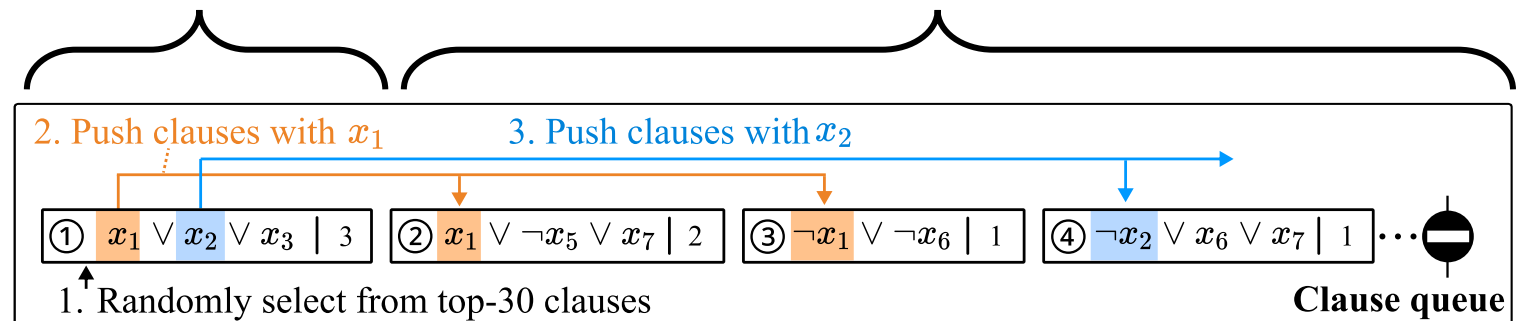 2. Push clauses with x₁ 3. Push clauses with x₂
① x₁ ∨ x₂ ∨ x₃ | 3 ② x₁ ∨ ¬x₅ ∨ x₇ | 2 ③ ¬x₁ ∨ ¬x₆ | 1 ④ ¬x₂ ∨ x₆ ∨ x₇ | 1 ···
1. Randomly select from top-30 clauses Clause queue